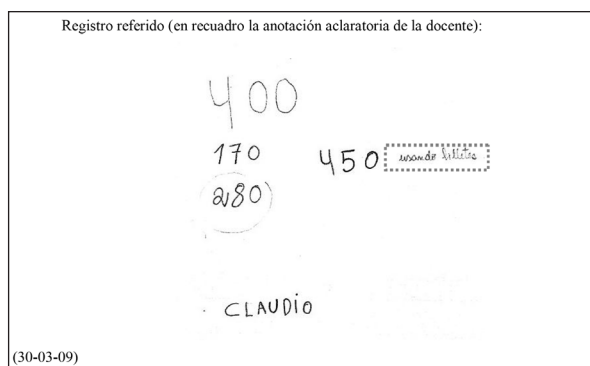 Registro referido (en recuadro la anotación aclaratoria de la docente):
400
170
450 usando billetes
280
CLAUDIO
(30-03-09)